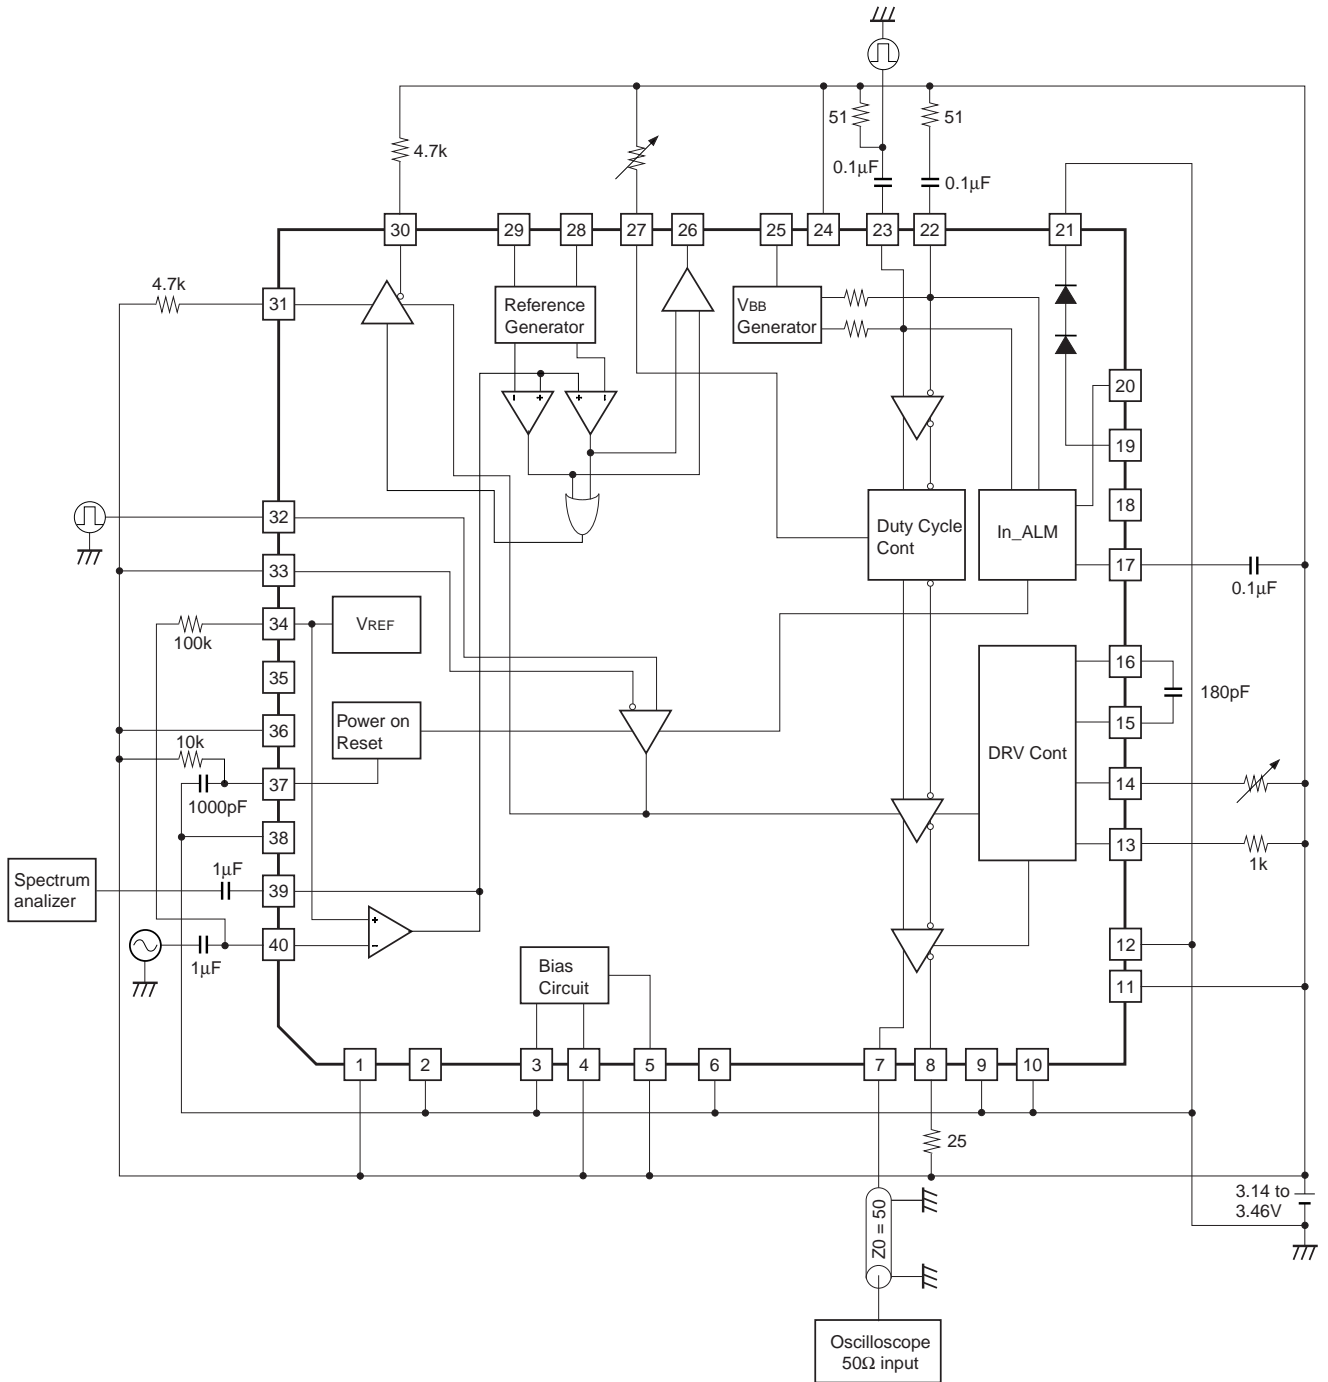 51
51
4.7k
0.1µF
0.1µF
30
29
28
27
26
25
24
23
22
21
4.7k
31
Reference
Generator
VBB
Generator
20
19
18
32
Duty Cycle
Cont
In_ALM
17
0.1µF
33
34
100k
VREF
35
16
180pF
15
36
10k
Power on
Reset
DRV Cont
37
1000pF
14
38
13
1k
Spectrum
analizer
1µF
39
40
1µF
12
11
Bias
Circuit
1
2
3
4
5
6
7
8
9
10
25
3.14 to
3.46V
Z0 = 50
Oscilloscope
50Ω input